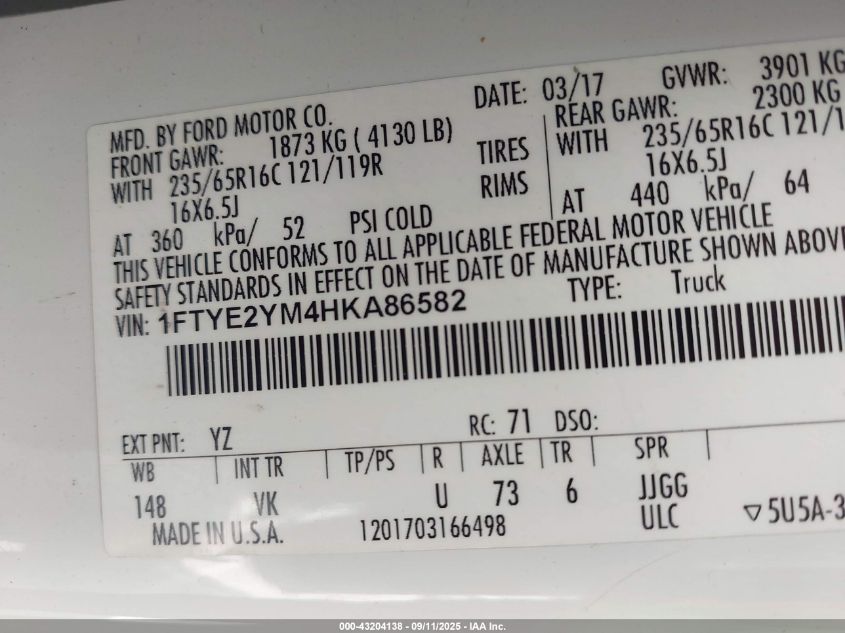 MFD. BY FORD MOTOR CO. DATE: 03/17 GVWR: 3901 KG
FRONT GAWR: 1873 KG ( 4130 LB) REAR GAWR: 2300 KG
WITH 235/65R16C 121/119R TIRES WITH 235/65R16C 121/1
16X6.5J RIMS 16X6.5J
AT 360 kPa/ 52 PSI COLD AT 440 kPa/ 64
THIS VEHICLE CONFORMS TO ALL APPLICABLE FEDERAL MOTOR VEHICLE
SAFETY STANDARDS IN EFFECT ON THE DATE OF MANUFACTURE SHOWN ABOVE
VIN: 1FTYE2YM4HKA86582 TYPE: Truck
EXT PNT: YZ RC: 71 DSO:
WB INT TR TP/PS R AXLE TR SPR
148 VK U 73 6 JJGG
ULC ▽5U5A-3
MADE IN U.S.A. 1201703166498
000-43204138 - 09/11/2025 - IAA Inc.